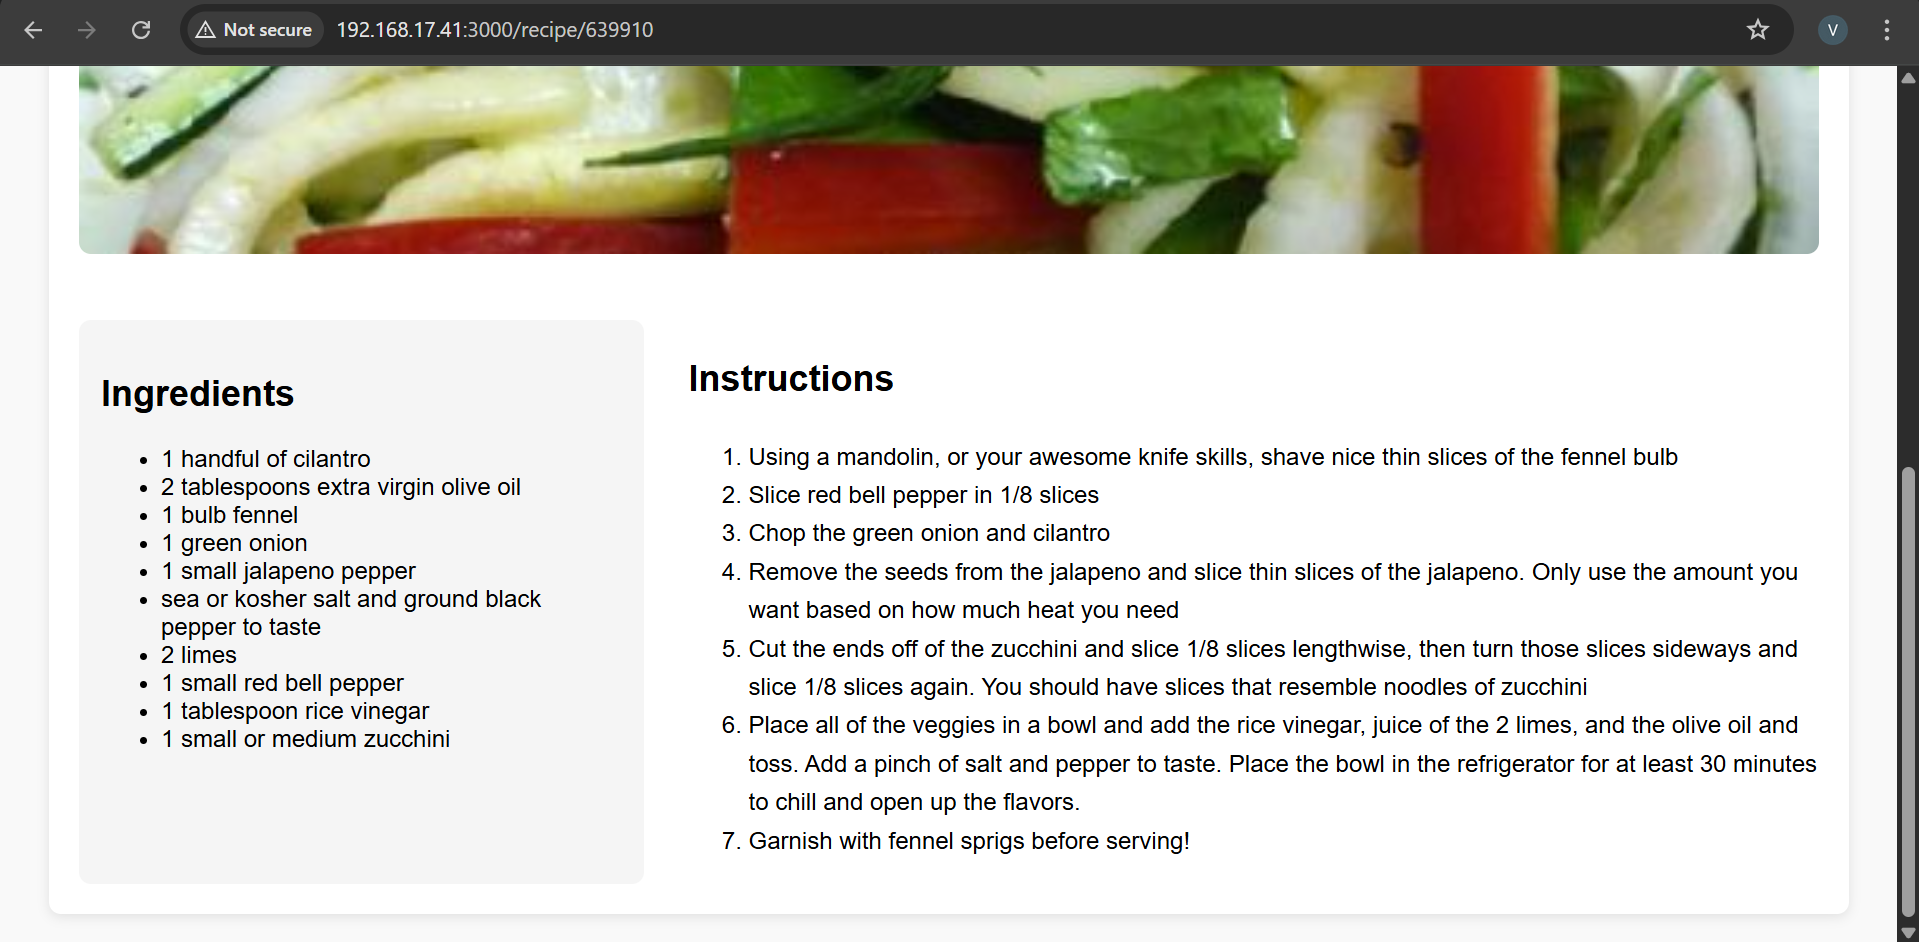 Not secure 192.168.17.41:3000/recipe/639910 V
Ingredients
• 1 handful of cilantro
• 2 tablespoons extra virgin olive oil
• 1 bulb fennel
• 1 green onion
• 1 small jalapeno pepper
• sea or kosher salt and ground black
pepper to taste
• 2 limes
• 1 small red bell pepper
• 1 tablespoon rice vinegar
• 1 small or medium zucchini
Instructions
1. Using a mandolin, or your awesome knife skills, shave nice thin slices of the fennel bulb
2. Slice red bell pepper in 1/8 slices
3. Chop the green onion and cilantro
4. Remove the seeds from the jalapeno and slice thin slices of the jalapeno. Only use the amount you
want based on how much heat you need
5. Cut the ends off of the zucchini and slice 1/8 slices lengthwise, then turn those slices sideways and
slice 1/8 slices again. You should have slices that resemble noodles of zucchini
6. Place all of the veggies in a bowl and add the rice vinegar, juice of the 2 limes, and the olive oil and
toss. Add a pinch of salt and pepper to taste. Place the bowl in the refrigerator for at least 30 minutes
to chill and open up the flavors.
7. Garnish with fennel sprigs before serving!